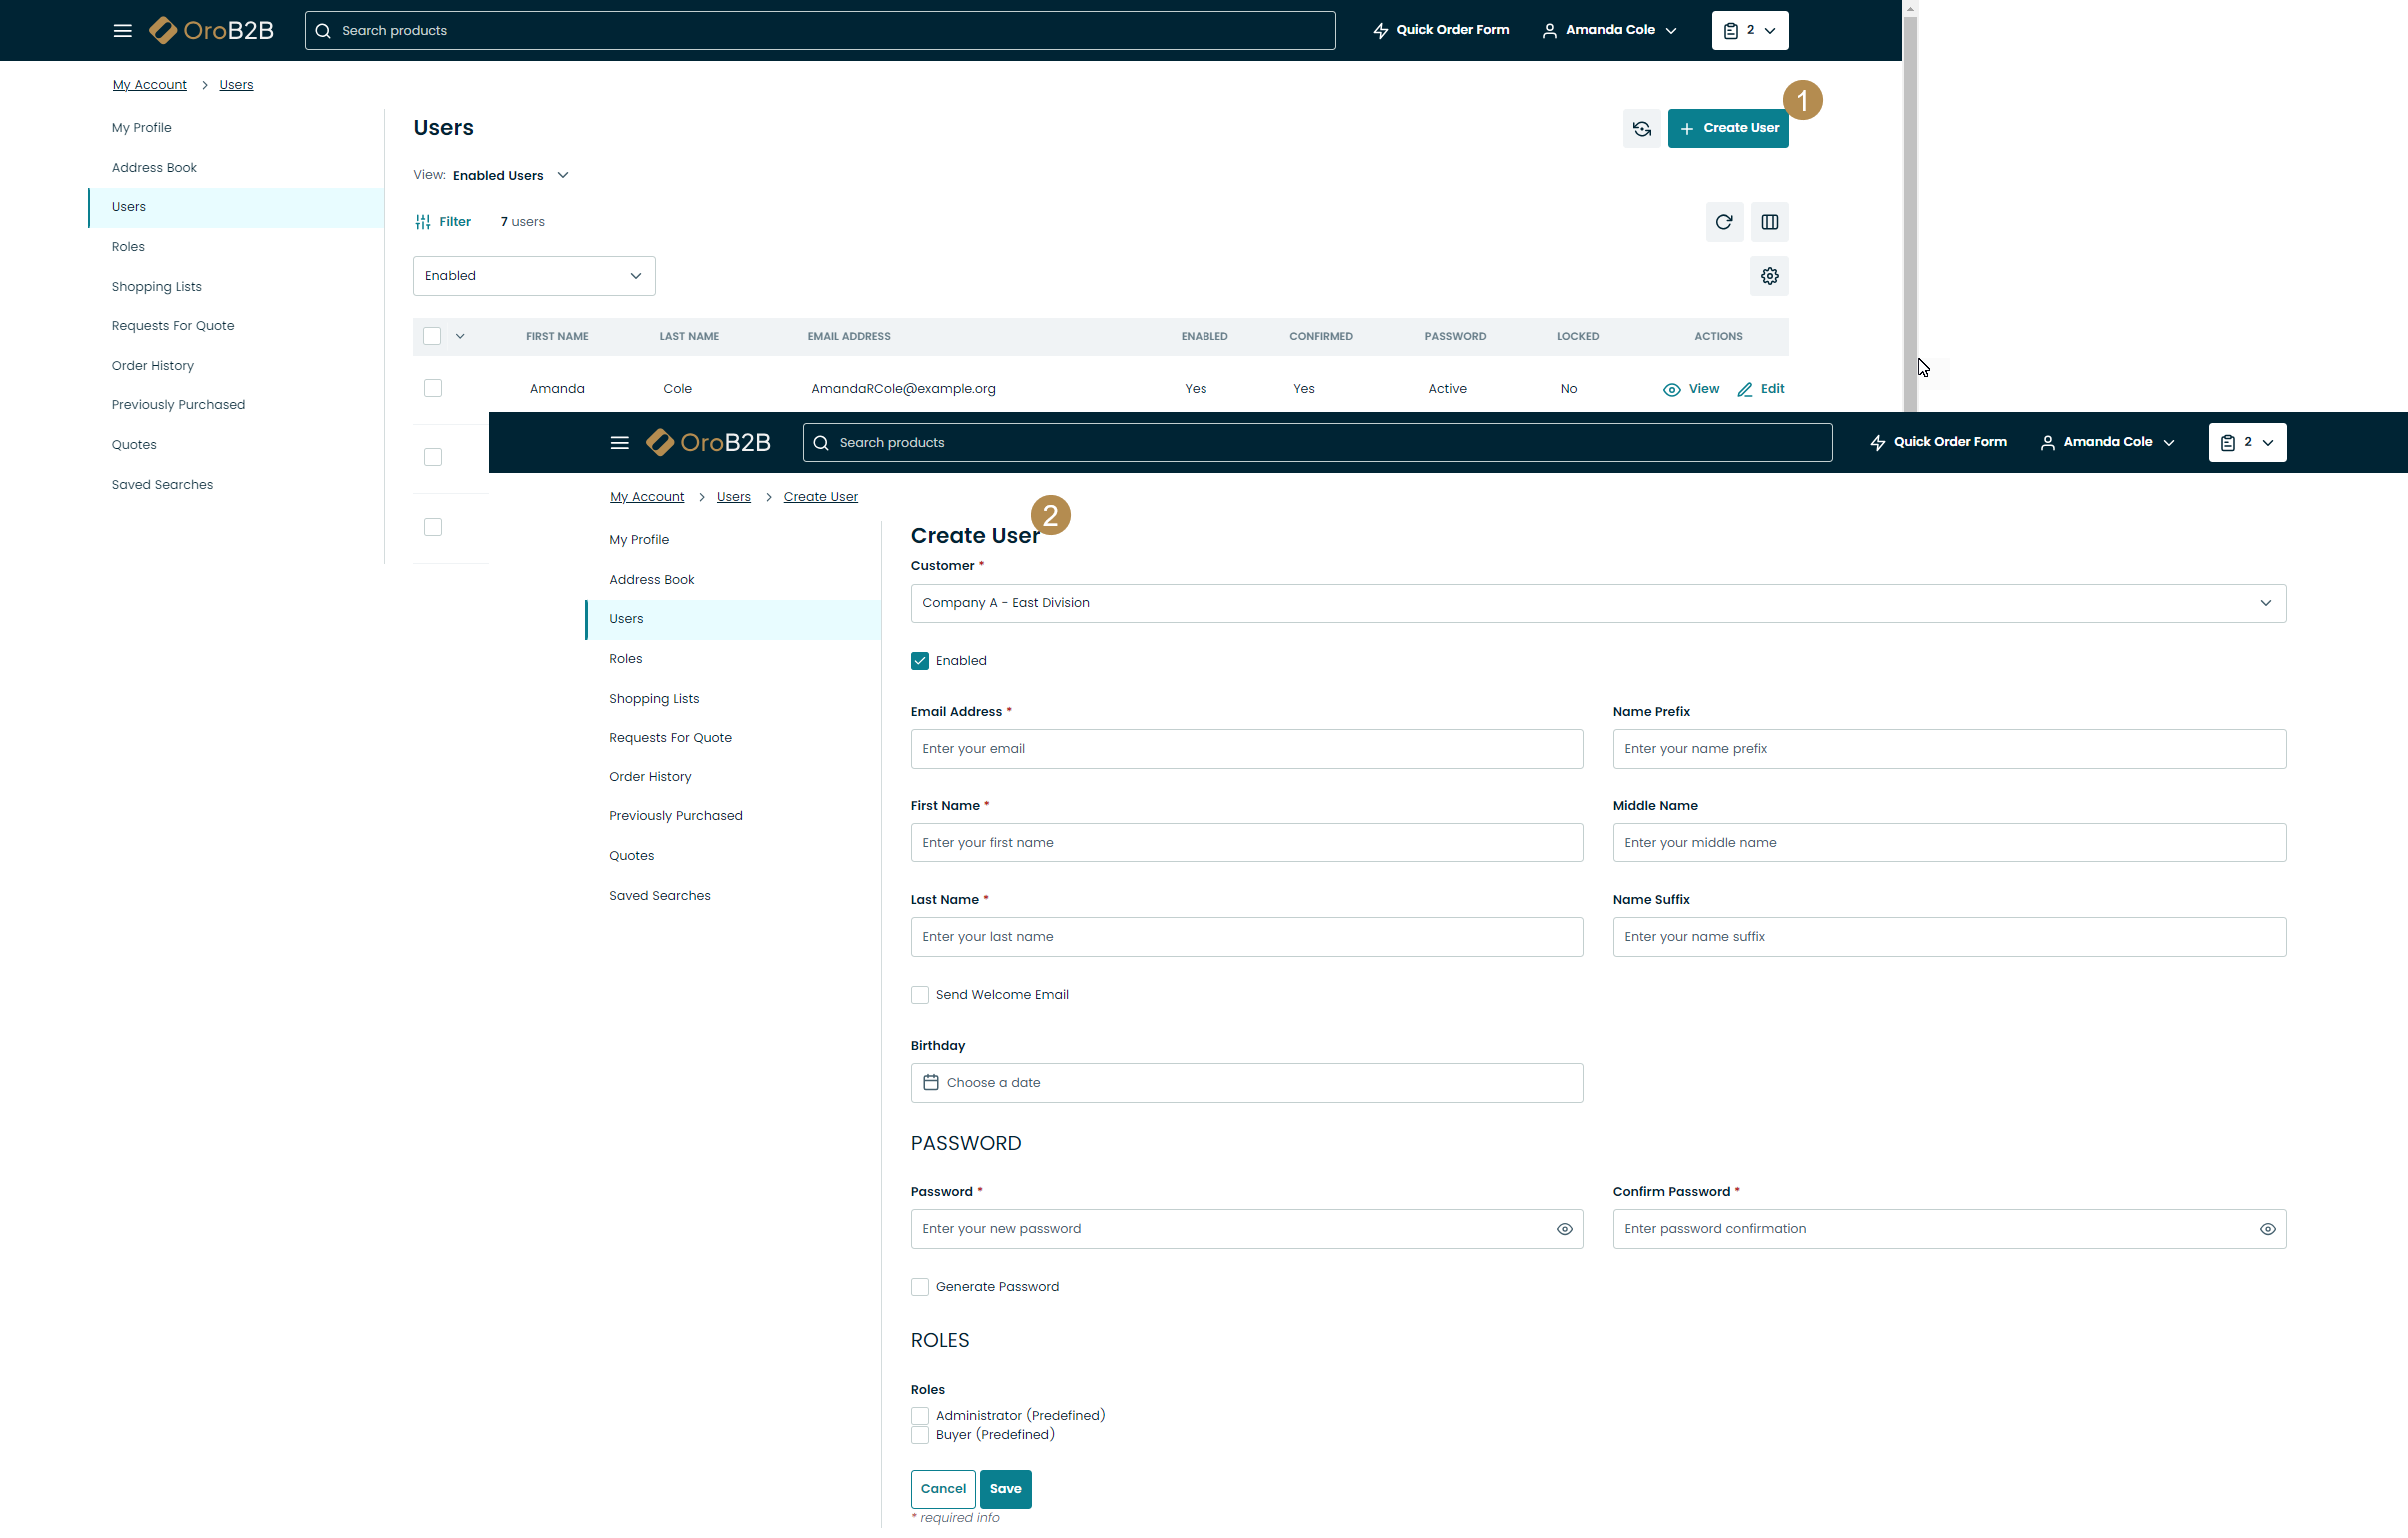 OroB2B
Search products
Quick Order Form
Amanda Cole
2
My Account > Users
1
My Profile
Address Book
Users
Roles
Shopping Lists
Requests For Quote
Order History
Previously Purchased
Quotes
Saved Searches
Users
Create User
View: Enabled Users
Filter 7 users
Enabled
FIRST NAME LAST NAME EMAIL ADDRESS ENABLED CONFIRMED PASSWORD LOCKED ACTIONS
Amanda Cole AmandaRCole@example.org Yes Yes Active No View Edit
OroB2B
Search products
Quick Order Form
Amanda Cole
2
My Account > Users > Create User
2
My Profile
Address Book
Users
Roles
Shopping Lists
Requests For Quote
Order History
Previously Purchased
Quotes
Saved Searches
Create User
Customer *
Company A - East Division
Enabled
Email Address * Name Prefix
Enter your email Enter your name prefix
First Name * Middle Name
Enter your first name Enter your middle name
Last Name * Name Suffix
Enter your last name Enter your name suffix
Send Welcome Email
Birthday
Choose a date
PASSWORD
Password * Confirm Password *
Enter your new password Enter password confirmation
Generate Password
ROLES
Roles
Administrator (Predefined)
Buyer (Predefined)
Cancel Save
* required info